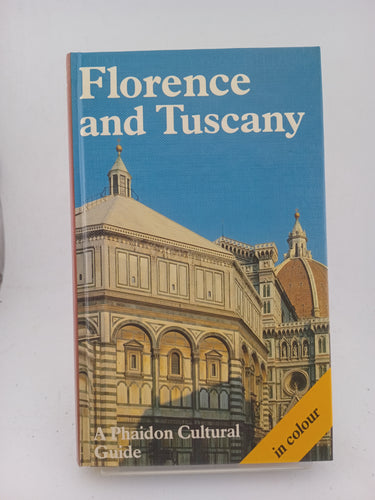 Florence
and Tuscany
A Phaidon Cultural
Guide
in colour